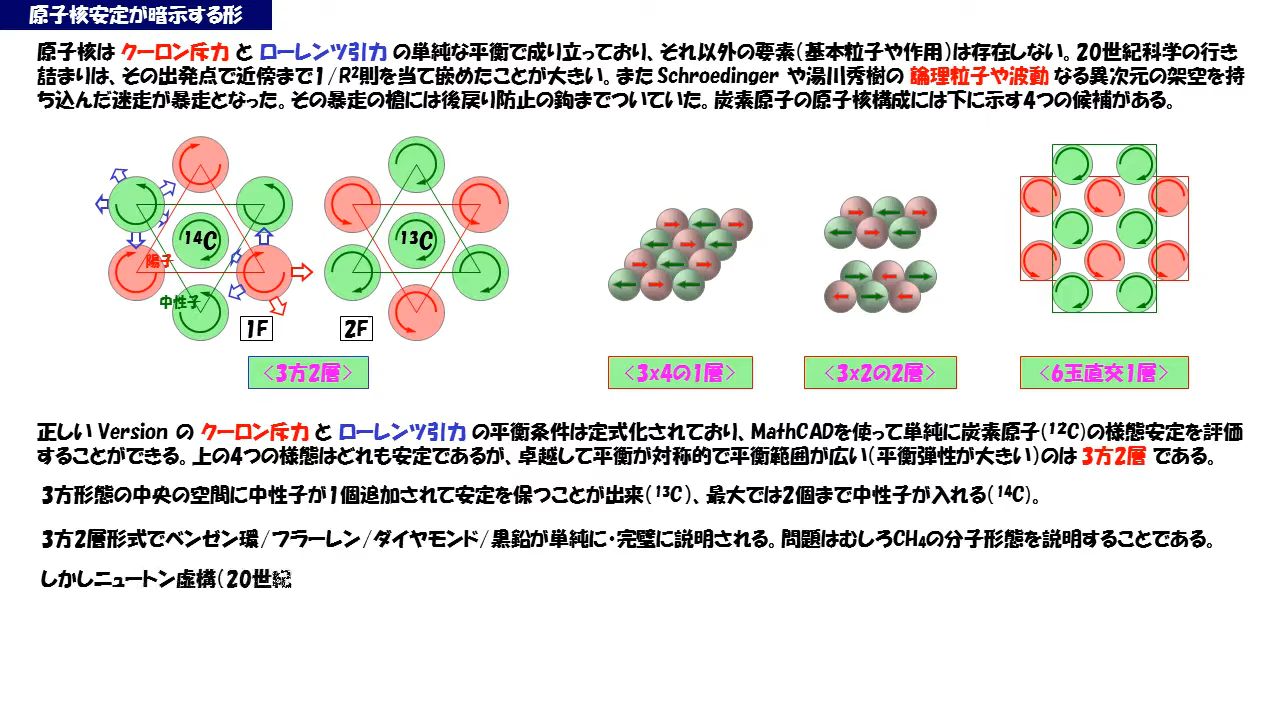 原子核安定が暗示する形
原子核は クーロン斥力 と ローレンツ引力 の単純な平衡で成り立っており、それ以外の要素（基本粒子や作用）は存在しない。20世紀科学の行き
詰まりは、その出発点で近傍まで1/R²則を当て嵌めたことが大きい。また Schroedinger や湯川秀樹の 論理粒子や波動 なる異次元の架空を持
ち込んだ迷走が暴走となった。その暴走の槍には後戻り防止の鉤までついていた。炭素原子の原子核構成には下に示す4つの候補がある。
¹⁴C
¹³C
陽子
中性子
1F
2F
<3方2層>
<3x4の1層>
<3x2の2層>
<6玉直交1層>
正しい Version の クーロン斥力 と ローレンツ引力 の平衡条件は定式化されており、MathCADを使って単純に炭素原子(¹²C)の様態安定を評価
することができる。上の4つの様態はどれも安定であるが、卓越して平衡が対称的で平衡範囲が広い（平衡弾性が大きい）のは 3方2層 である。
3方形態の中央の空間に中性子が1個追加されて安定を保つことが出来（¹³C）、最大では2個まで中性子が入れる（¹⁴C）。
3方2層形式でベンゼン環/フラーレン/ダイヤモンド/黒鉛が単純に・完璧に説明される。問題はむしろCH₄の分子形態を説明することである。
しかしニュートン虚構（20世紀